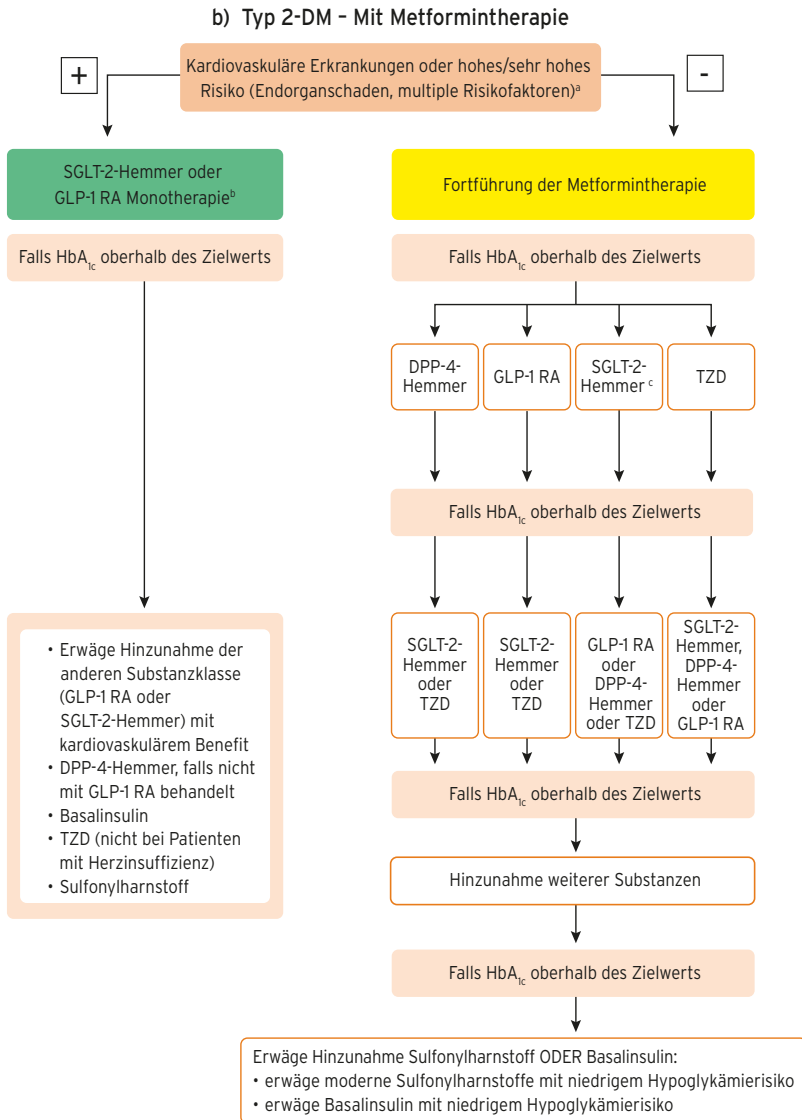 b) Typ 2-DM – Mit Metformintherapie
+
Kardiovaskuläre Erkrankungen oder hohes/sehr hohes
Risiko (Endorganschaden, multiple Risikofaktoren)ᵃ
-
SGLT-2-Hemmer oder
GLP-1 RA Monotherapieᵇ
Falls HbA1c oberhalb des Zielwerts
• Erwäge Hinzunahme der
anderen Substanzklasse
(GLP-1 RA oder
SGLT-2-Hemmer) mit
kardiovaskulärem Benefit
• DPP-4-Hemmer, falls nicht
mit GLP-1 RA behandelt
• Basalinsulin
• TZD (nicht bei Patienten
mit Herzinsuffizienz)
• Sulfonylharnstoff
Fortführung der Metformintherapie
Falls HbA1c oberhalb des Zielwerts
DPP-4-
Hemmer
GLP-1 RA
SGLT-2-
Hemmer ᶜ
TZD
Falls HbA1c oberhalb des Zielwerts
SGLT-2-
Hemmer
oder
TZD
SGLT-2-
Hemmer
oder
TZD
GLP-1 RA
oder
DPP-4-
Hemmer
oder TZD
SGLT-2-
Hemmer,
DPP-4-
Hemmer
oder
GLP-1 RA
Falls HbA1c oberhalb des Zielwerts
Hinzunahme weiterer Substanzen
Falls HbA1c oberhalb des Zielwerts
Erwäge Hinzunahme Sulfonylharnstoff ODER Basalinsulin:
• erwäge moderne Sulfonylharnstoffe mit niedrigem Hypoglykämierisiko
• erwäge Basalinsulin mit niedrigem Hypoglykämierisiko